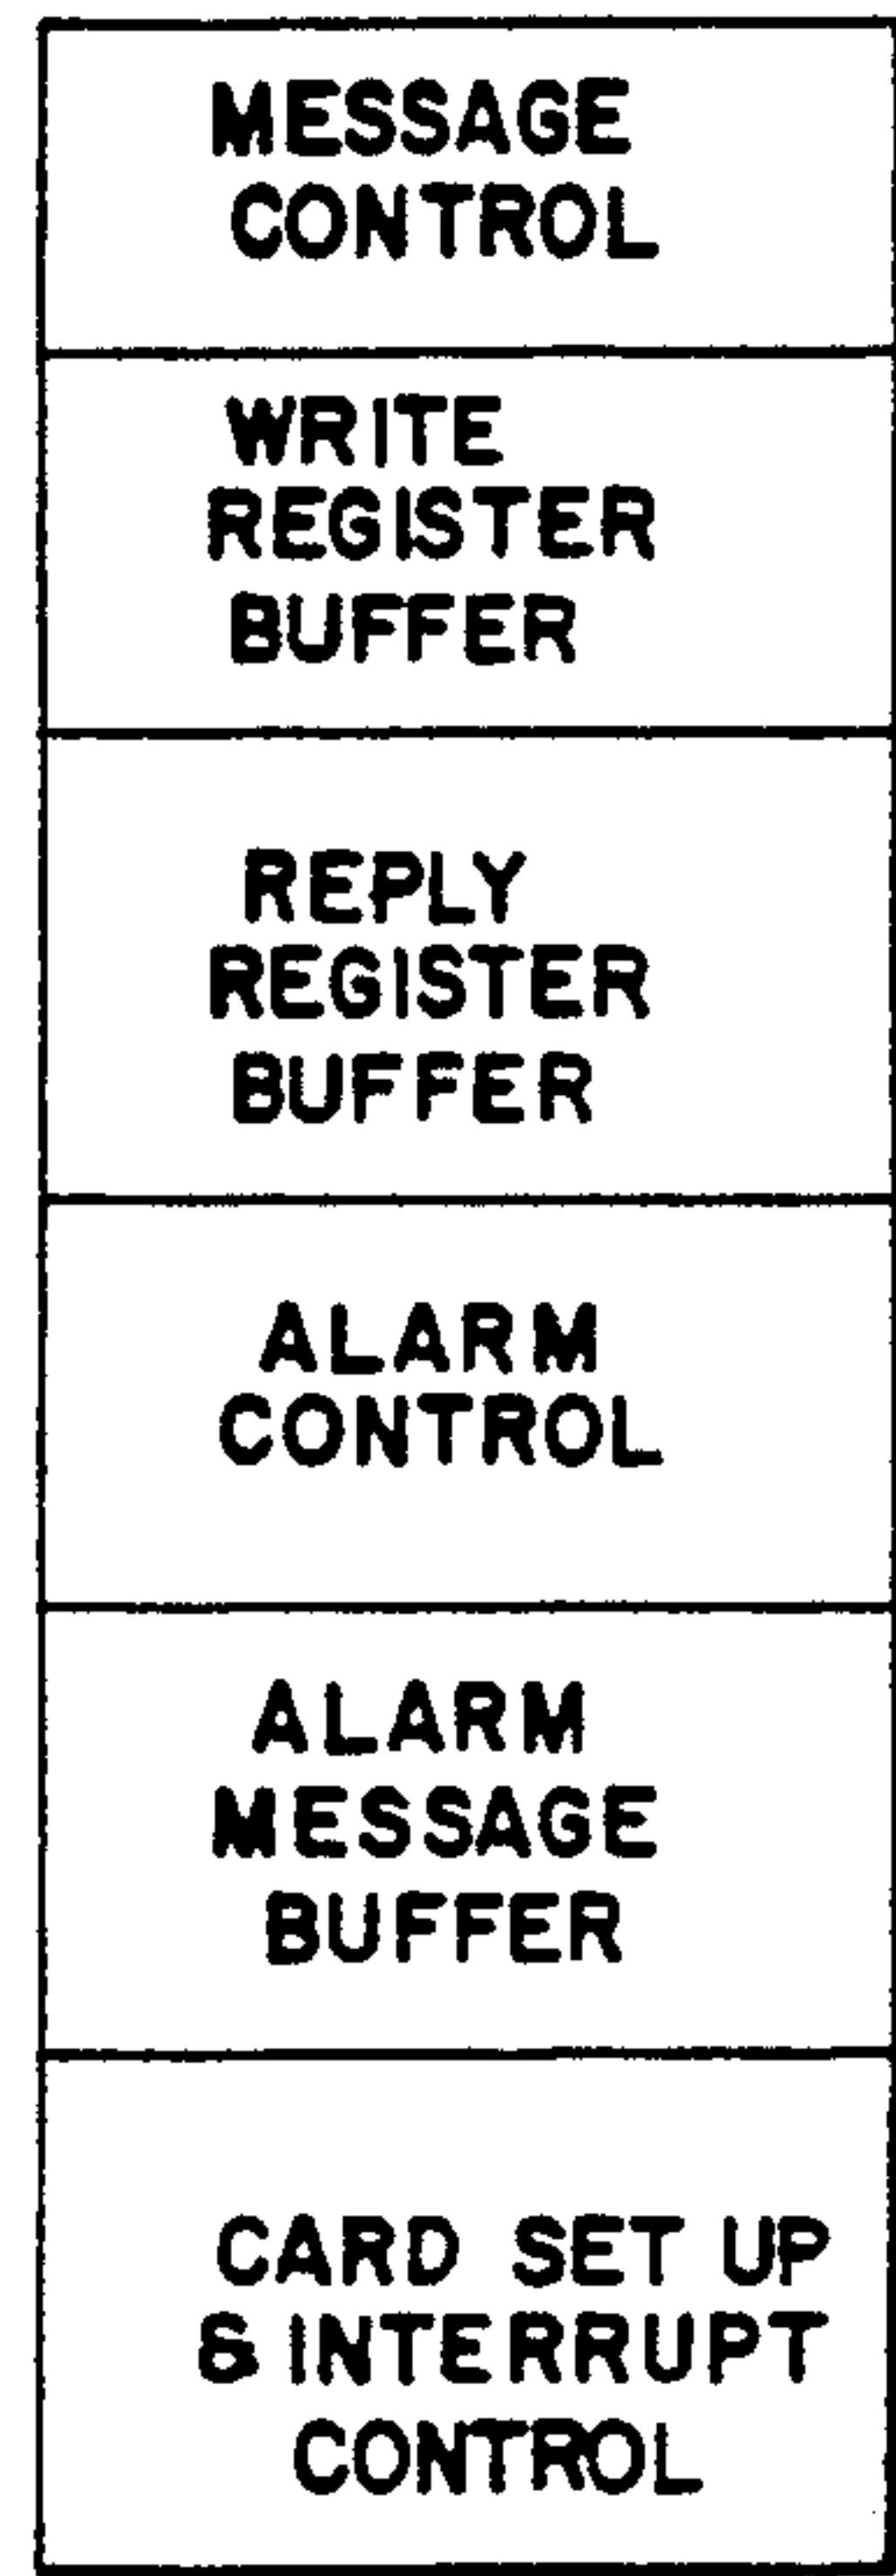 MESSAGE
CONTROL
WRITE
REGISTER
BUFFER
REPLY
REGISTER
BUFFER
ALARM
CONTROL
ALARM
MESSAGE
BUFFER
CARD SET UP
& INTERRUPT
CONTROL